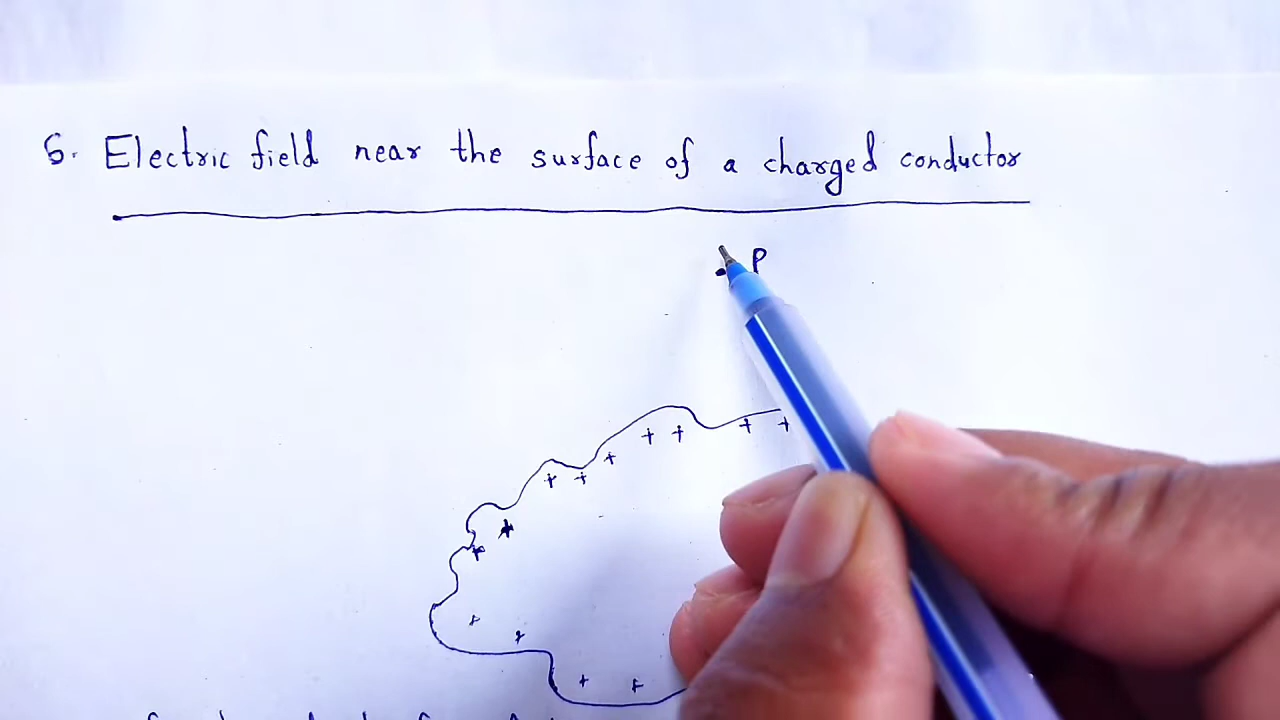 6. Electric field near the surface of a charged conductor
P
+ + + +
+ + +
+
+
+
+
+ +